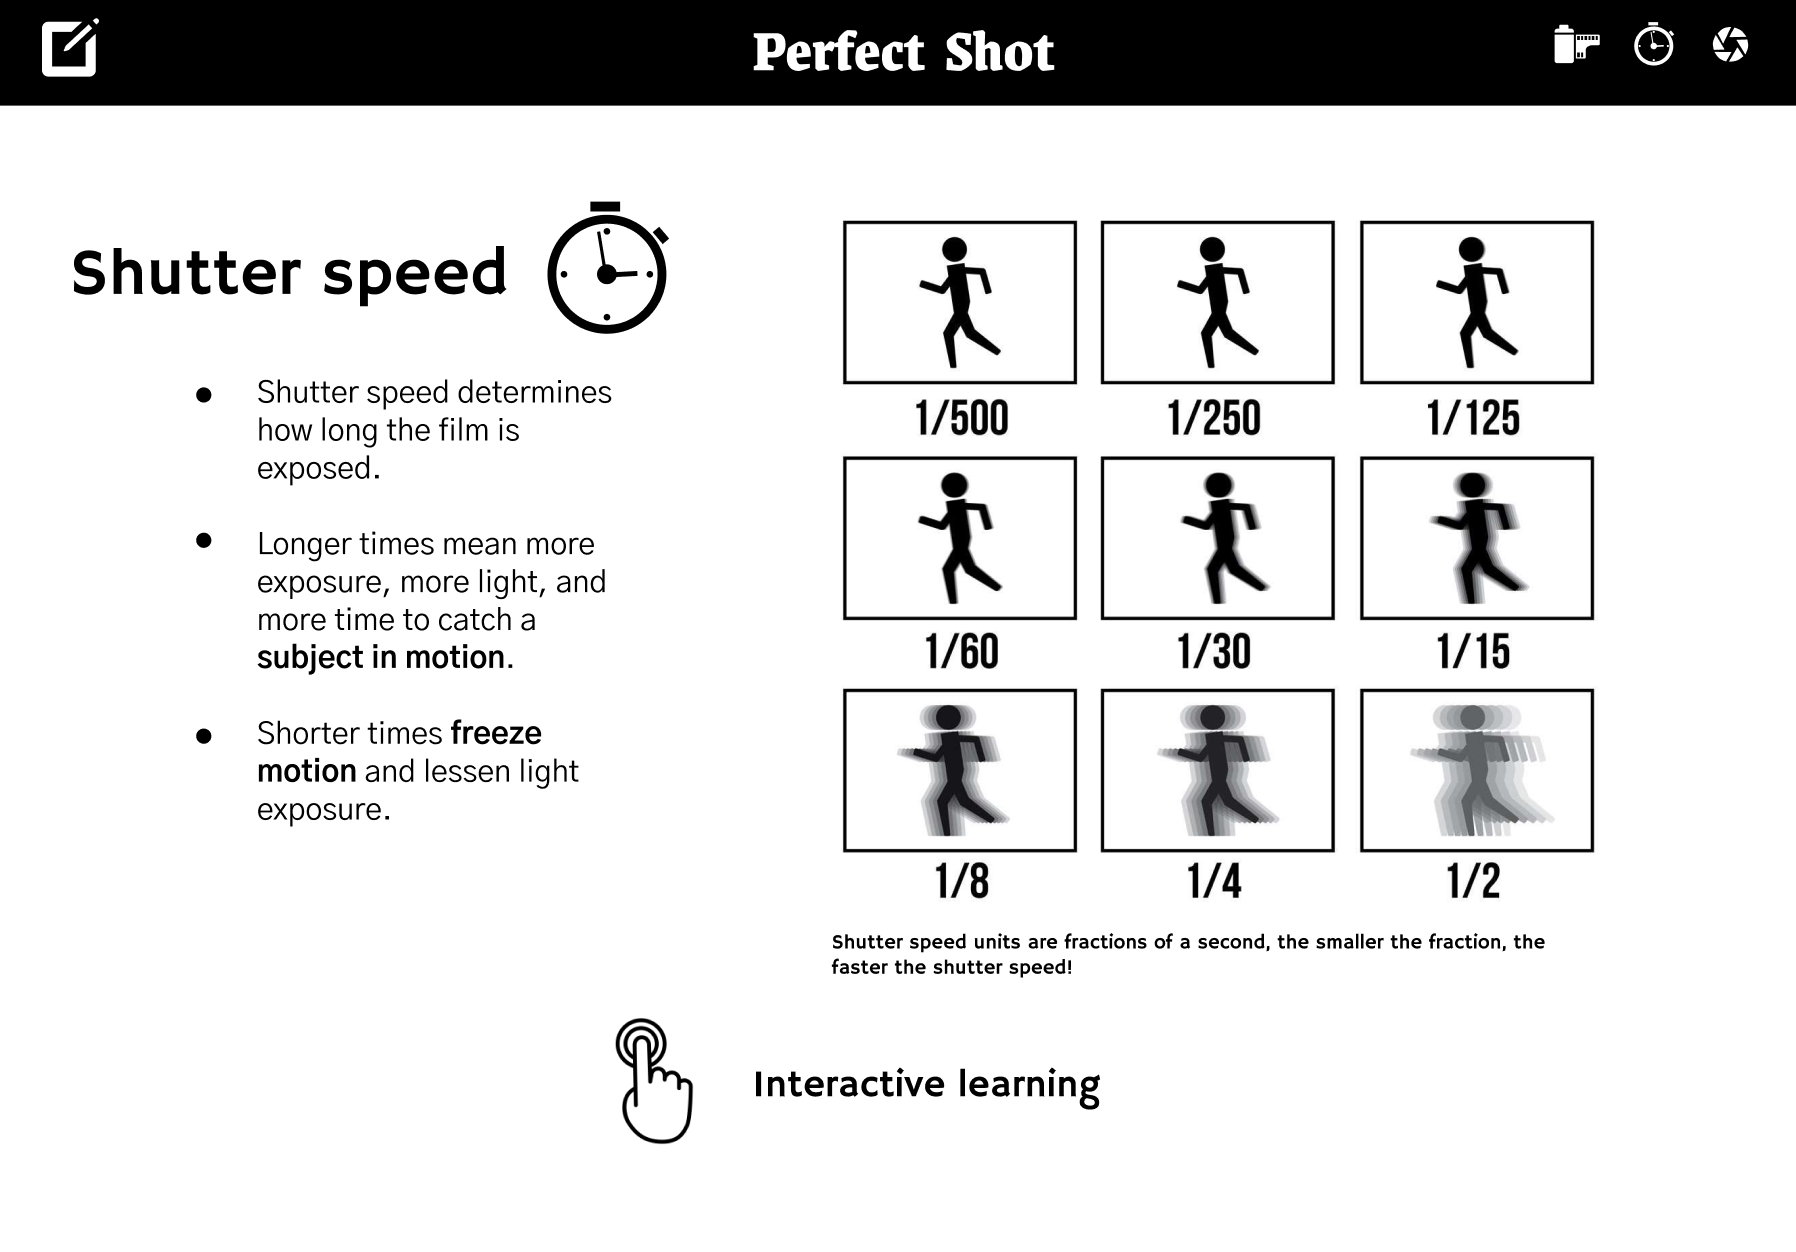 Perfect Shot
Shutter speed
● Shutter speed determines
how long the film is
exposed.
● Longer times mean more
exposure, more light, and
more time to catch a
subject in motion.
● Shorter times freeze
motion and lessen light
exposure.
1/500 1/250 1/125
1/60 1/30 1/15
1/8 1/4 1/2
Shutter speed units are fractions of a second, the smaller the fraction, the
faster the shutter speed!
Interactive learning